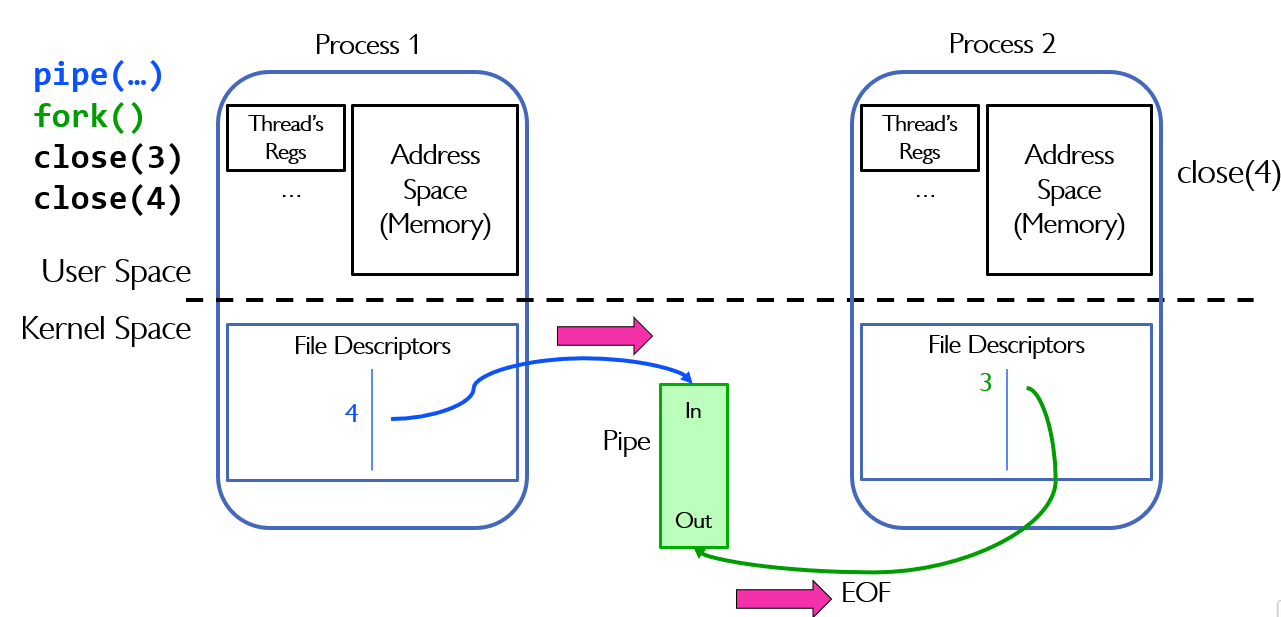 Process 1
Process 2
pipe(…)
fork()
close(3)
close(4)
Thread's
Regs
…
Address
Space
(Memory)
Thread's
Regs
…
Address
Space
(Memory)
close(4)
User Space
Kernel Space
File Descriptors
4
Pipe
In
Out
File Descriptors
3
EOF